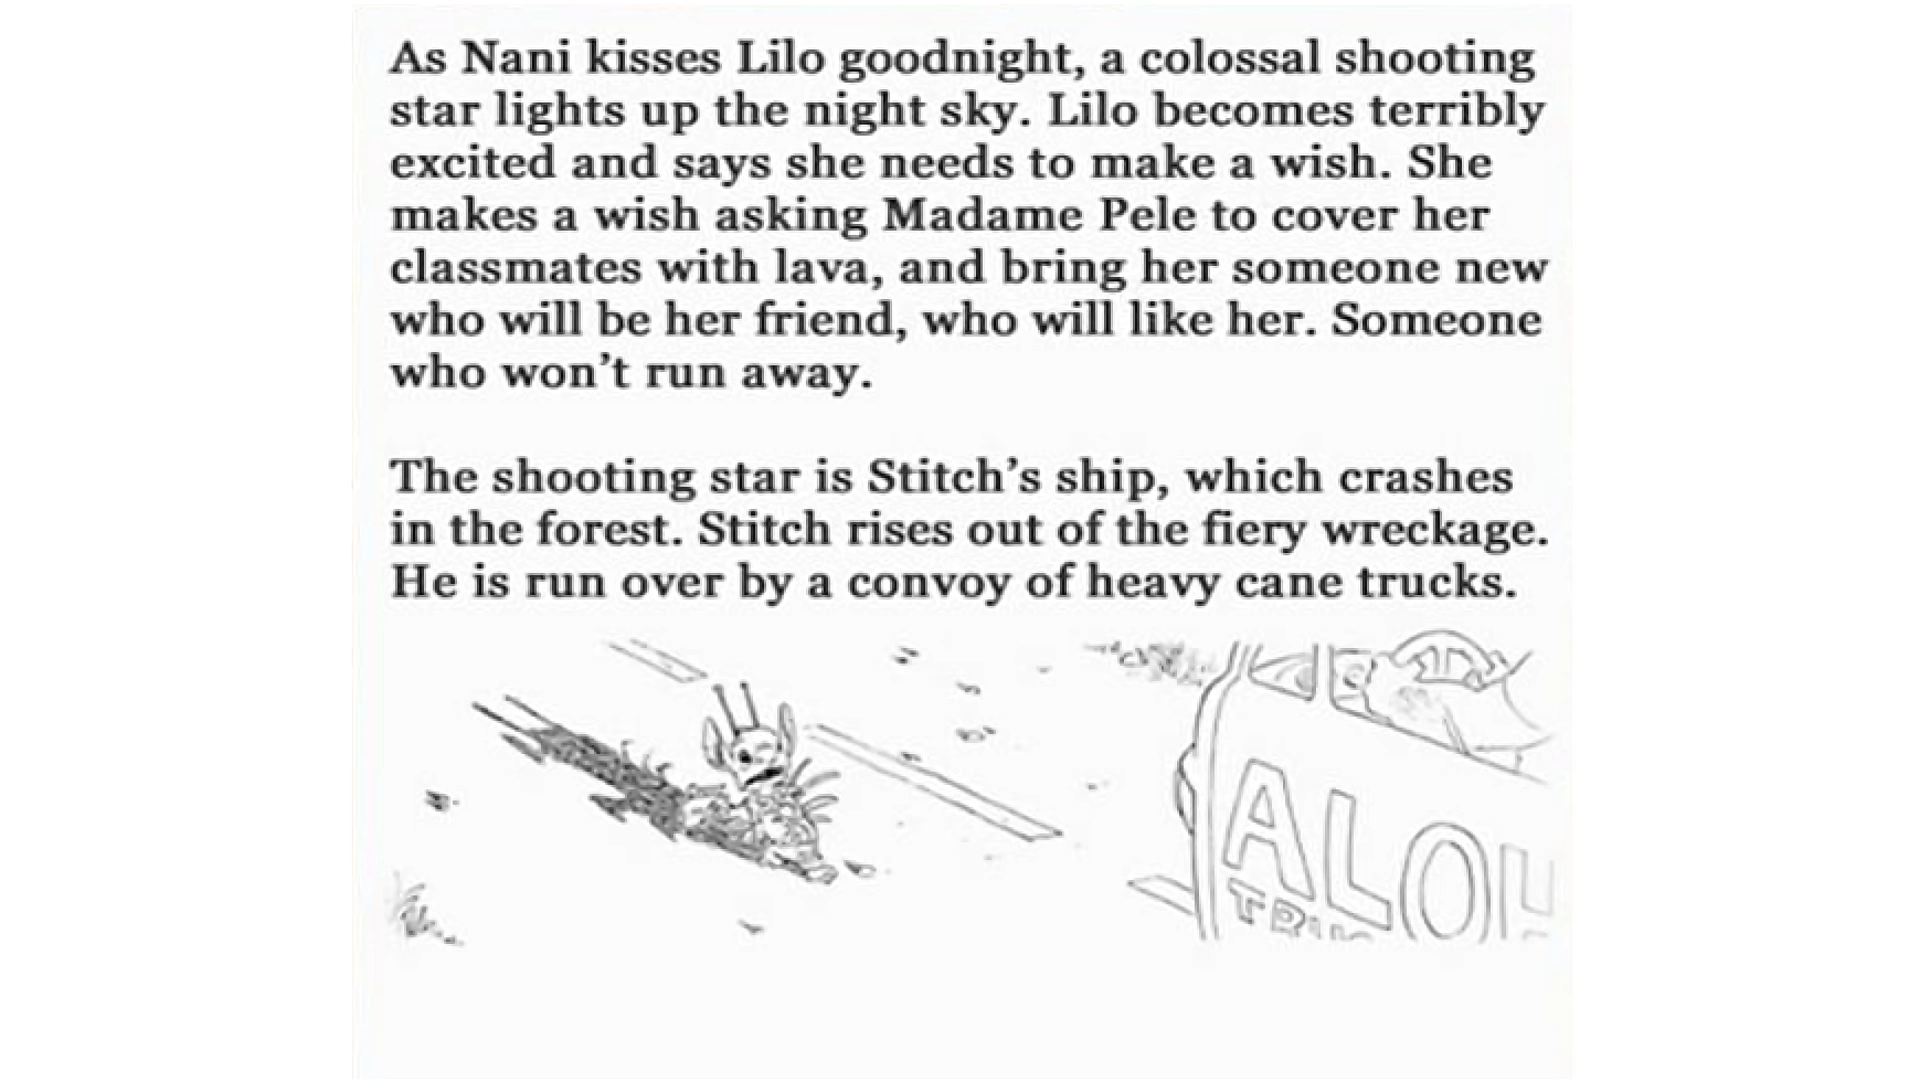 As Nani kisses Lilo goodnight, a colossal shooting
star lights up the night sky. Lilo becomes terribly
excited and says she needs to make a wish. She
makes a wish asking Madame Pele to cover her
classmates with lava, and bring her someone new
who will be her friend, who will like her. Someone
who won’t run away.
The shooting star is Stitch’s ship, which crashes
in the forest. Stitch rises out of the fiery wreckage.
He is run over by a convoy of heavy cane trucks.
ALOH